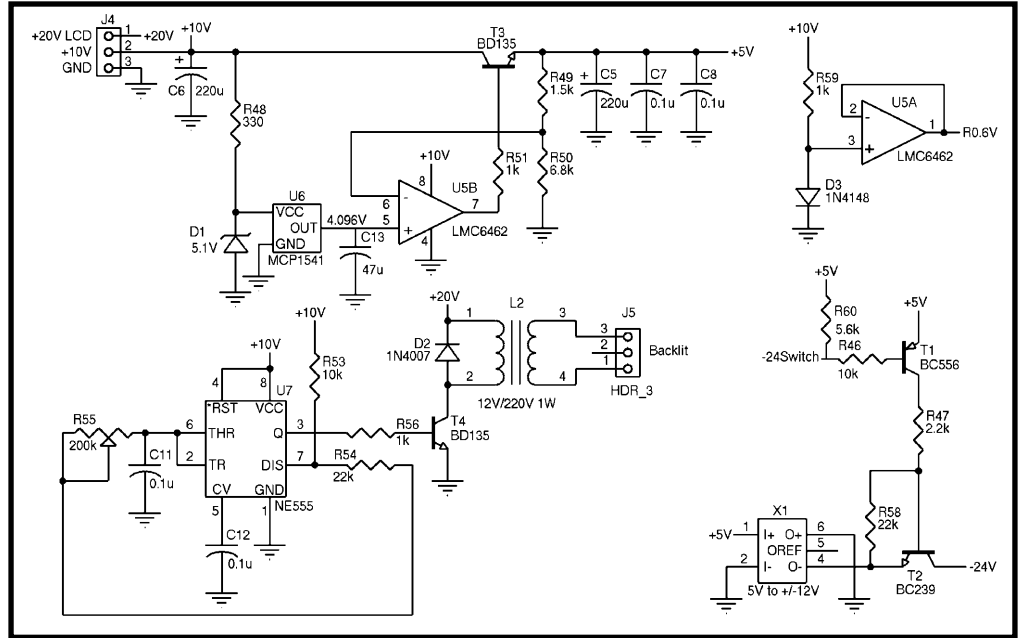 J4
+20V LCD 1 +20V
+10V 2
GND 3
+10V
+
C6 220u
R48
330
T3
BD135
+5V
R49
1.5k
+ C5
220u
C7
0.1u
C8
0.1u
R51
1k
R50
6.8k
+10V
8
U5B
6 -
5 +
7
4
LMC6462
U6
VCC
OUT
GND
MCP1541
4.096V
C13
47u
D1
5.1V
+10V
R59
1k
U5A
2 -
3 +
1
R0.6V
LMC6462
D3
1N4148
+20V
L2
1
2
3
4
D2
1N4007
12V/220V 1W
J5
3
2
1
Backlit
HDR_3
+10V
R53
10k
+10V
4
8
U7
*RST
VCC
6 THR
Q 3
2 TR
DIS 7
CV
GND
5
1
NE555
R55
200k
C11
0.1u
C12
0.1u
R56
1k
R54
22k
T4
BD135
+5V
R60
5.6k
+5V
-24Switch
R46
10k
T1
BC556
R47
2.2k
R58
22k
X1
+5V 1 I+
O+ 6
OREF 5
2 I-
O- 4
5V to +/-12V
T2
BC239
-24V